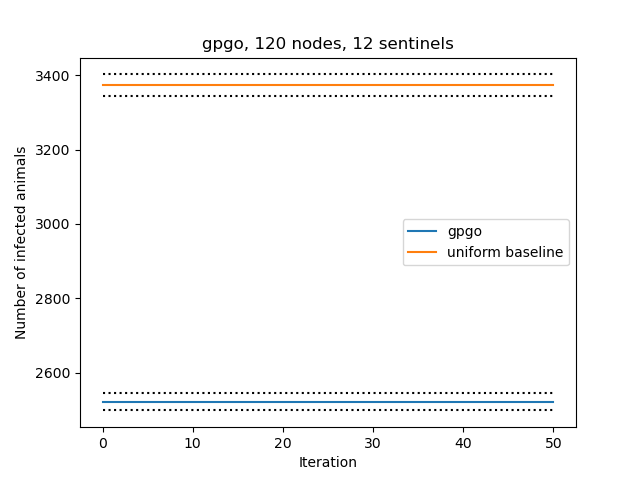 gpgo, 120 nodes, 12 sentinels
3400
3200
3000
2800
2600
Number of infected animals
gpgo
uniform baseline
0 10 20 30 40 50
Iteration